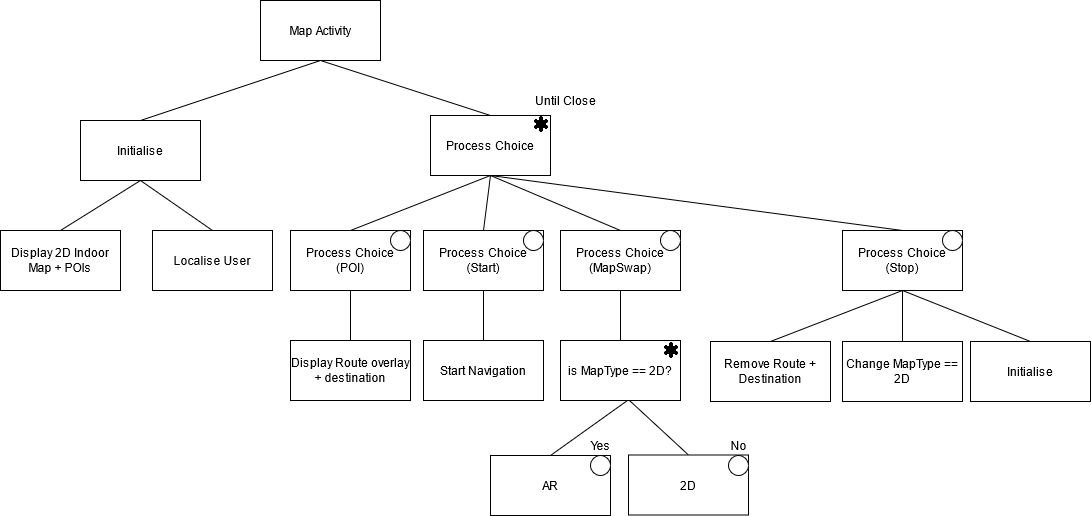 Map Activity
Until Close
Initialise
Process Choice
Display 2D Indoor
Map + POIs
Localise User
Process Choice
(POI)
Process Choice
(Start)
Process Choice
(MapSwap)
Process Choice
(Stop)
Display Route overlay
+ destination
Start Navigation
is MapType == 2D?
Remove Route +
Destination
Change MapType ==
2D
Initialise
Yes
No
AR
2D